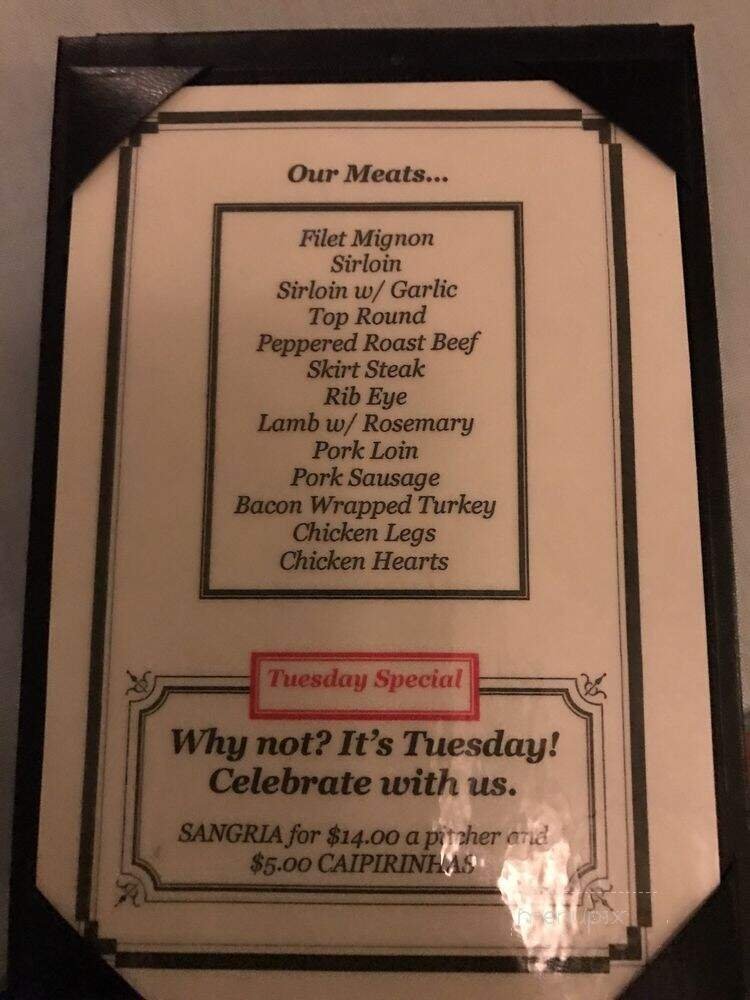 Our Meats...
Filet Mignon
Sirloin
Sirloin w/ Garlic
Top Round
Peppered Roast Beef
Skirt Steak
Rib Eye
Lamb w/ Rosemary
Pork Loin
Pork Sausage
Bacon Wrapped Turkey
Chicken Legs
Chicken Hearts
Tuesday Special
Why not? It's Tuesday!
Celebrate with us.
SANGRIA for $14.00 a pitcher and
$5.00 CAIPIRINHAS
menupix